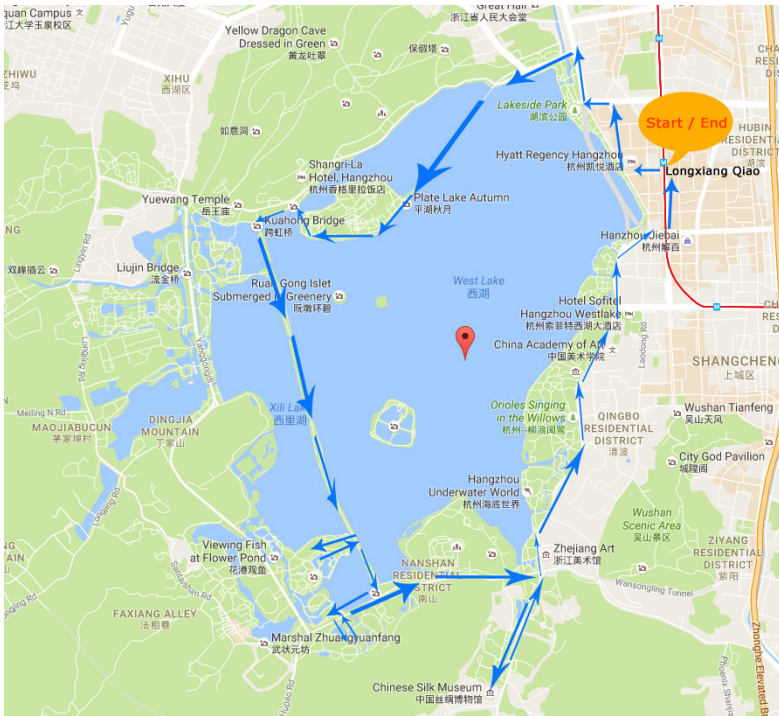 quan Campus
江大学玉泉校区
Great Hall
浙江省人民大会堂
Yellow Dragon Cave
Dressed in Green
黄龙吐翠
保俶塔
XIHU
西湖区
Lakeside Park
湖滨公园
Start / End
HUBIN
RESIDENTIAL
DISTRICT
湖滨
如意洞
Hyatt Regency Hangzhou
杭州凯悦酒店
Longxiang Qiao
Shangri-La
Hotel, Hangzhou
杭州香格里拉饭店
Plate Lake Autumn
平湖秋月
Yuewang Temple
岳王庙
Kuahong Bridge
跨虹桥
Hanzhou Jiebai
杭州解百
Lingyin Rd
双峰插云
Liujin Bridge
流金桥
Ruan Gong Islet
Submerged in Greenery
阮墩环碧
West Lake
西湖
Hotel Sofitel
Hangzhou Westlake
杭州索菲特西湖大酒店
China Academy of Art
中国美术学院
Laodong Rd
Longjing Rd
Yanggongdi
SHANGCHENG
上城区
Meiling N Rd
MAOJIABUCUN
茅家埠村
DINGJIA
MOUNTAIN
丁家山
Xili Lake
西里湖
Orioles Singing
in the Willows
杭州--柳浪闻莺
QINGBO
RESIDENTIAL
DISTRICT
清波
Wushan Tianfeng
吴山天风
City God Pavilion
城隍阁
Hangzhou
Underwater World
杭州海底世界
Longjing Rd
Wushan
Scenic Area
吴山景区
ZIYANG
RESIDENTIAL
DISTRICT
紫阳
Viewing Fish
at Flower Pond
花港观鱼
NANSHAN
RESIDENTIAL
DISTRICT
南山
Zhejiang Art
浙江美术馆
Wansongling Tunnel
Santaishan Rd
FAXIANG ALLEY
法相巷
Marshal Zhuangyuanfang
武状元坊
Hupao Rd
Chinese Silk Museum
中国丝绸博物馆
Phoenix Shanjiao
Zhonghe Elevated